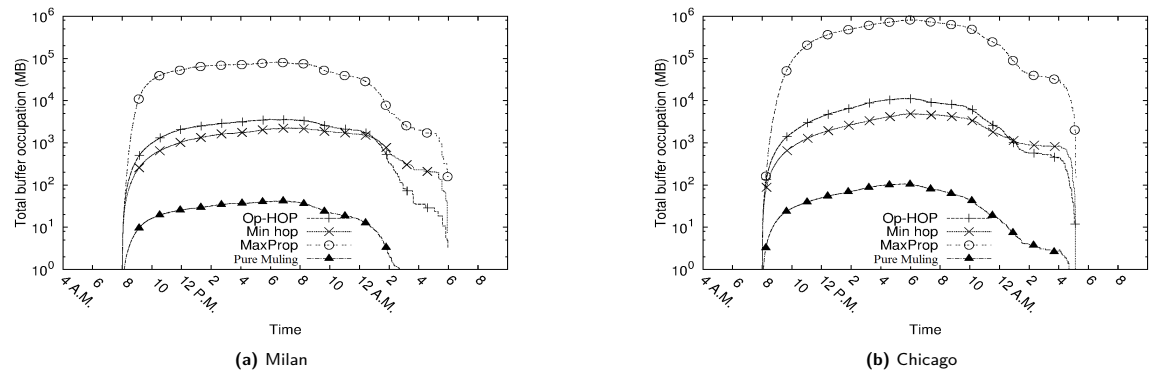 Total buffer occupation (MB)
10^6
10^5
10^4
10^3
10^2
10^1
10^0
Op-HOP
Min hop
MaxProp
Pure Muling
4 A.M.
6
8
10
12 P.M.
2
4
6
8
10
12 A.M.
2
4
6
8
Time
(a) Milan
Total buffer occupation (MB)
10^6
10^5
10^4
10^3
10^2
10^1
10^0
Op-HOP
Min hop
MaxProp
Pure Muling
4 A.M.
6
8
10
12 P.M.
2
4
6
8
10
12 A.M.
2
4
6
8
Time
(b) Chicago